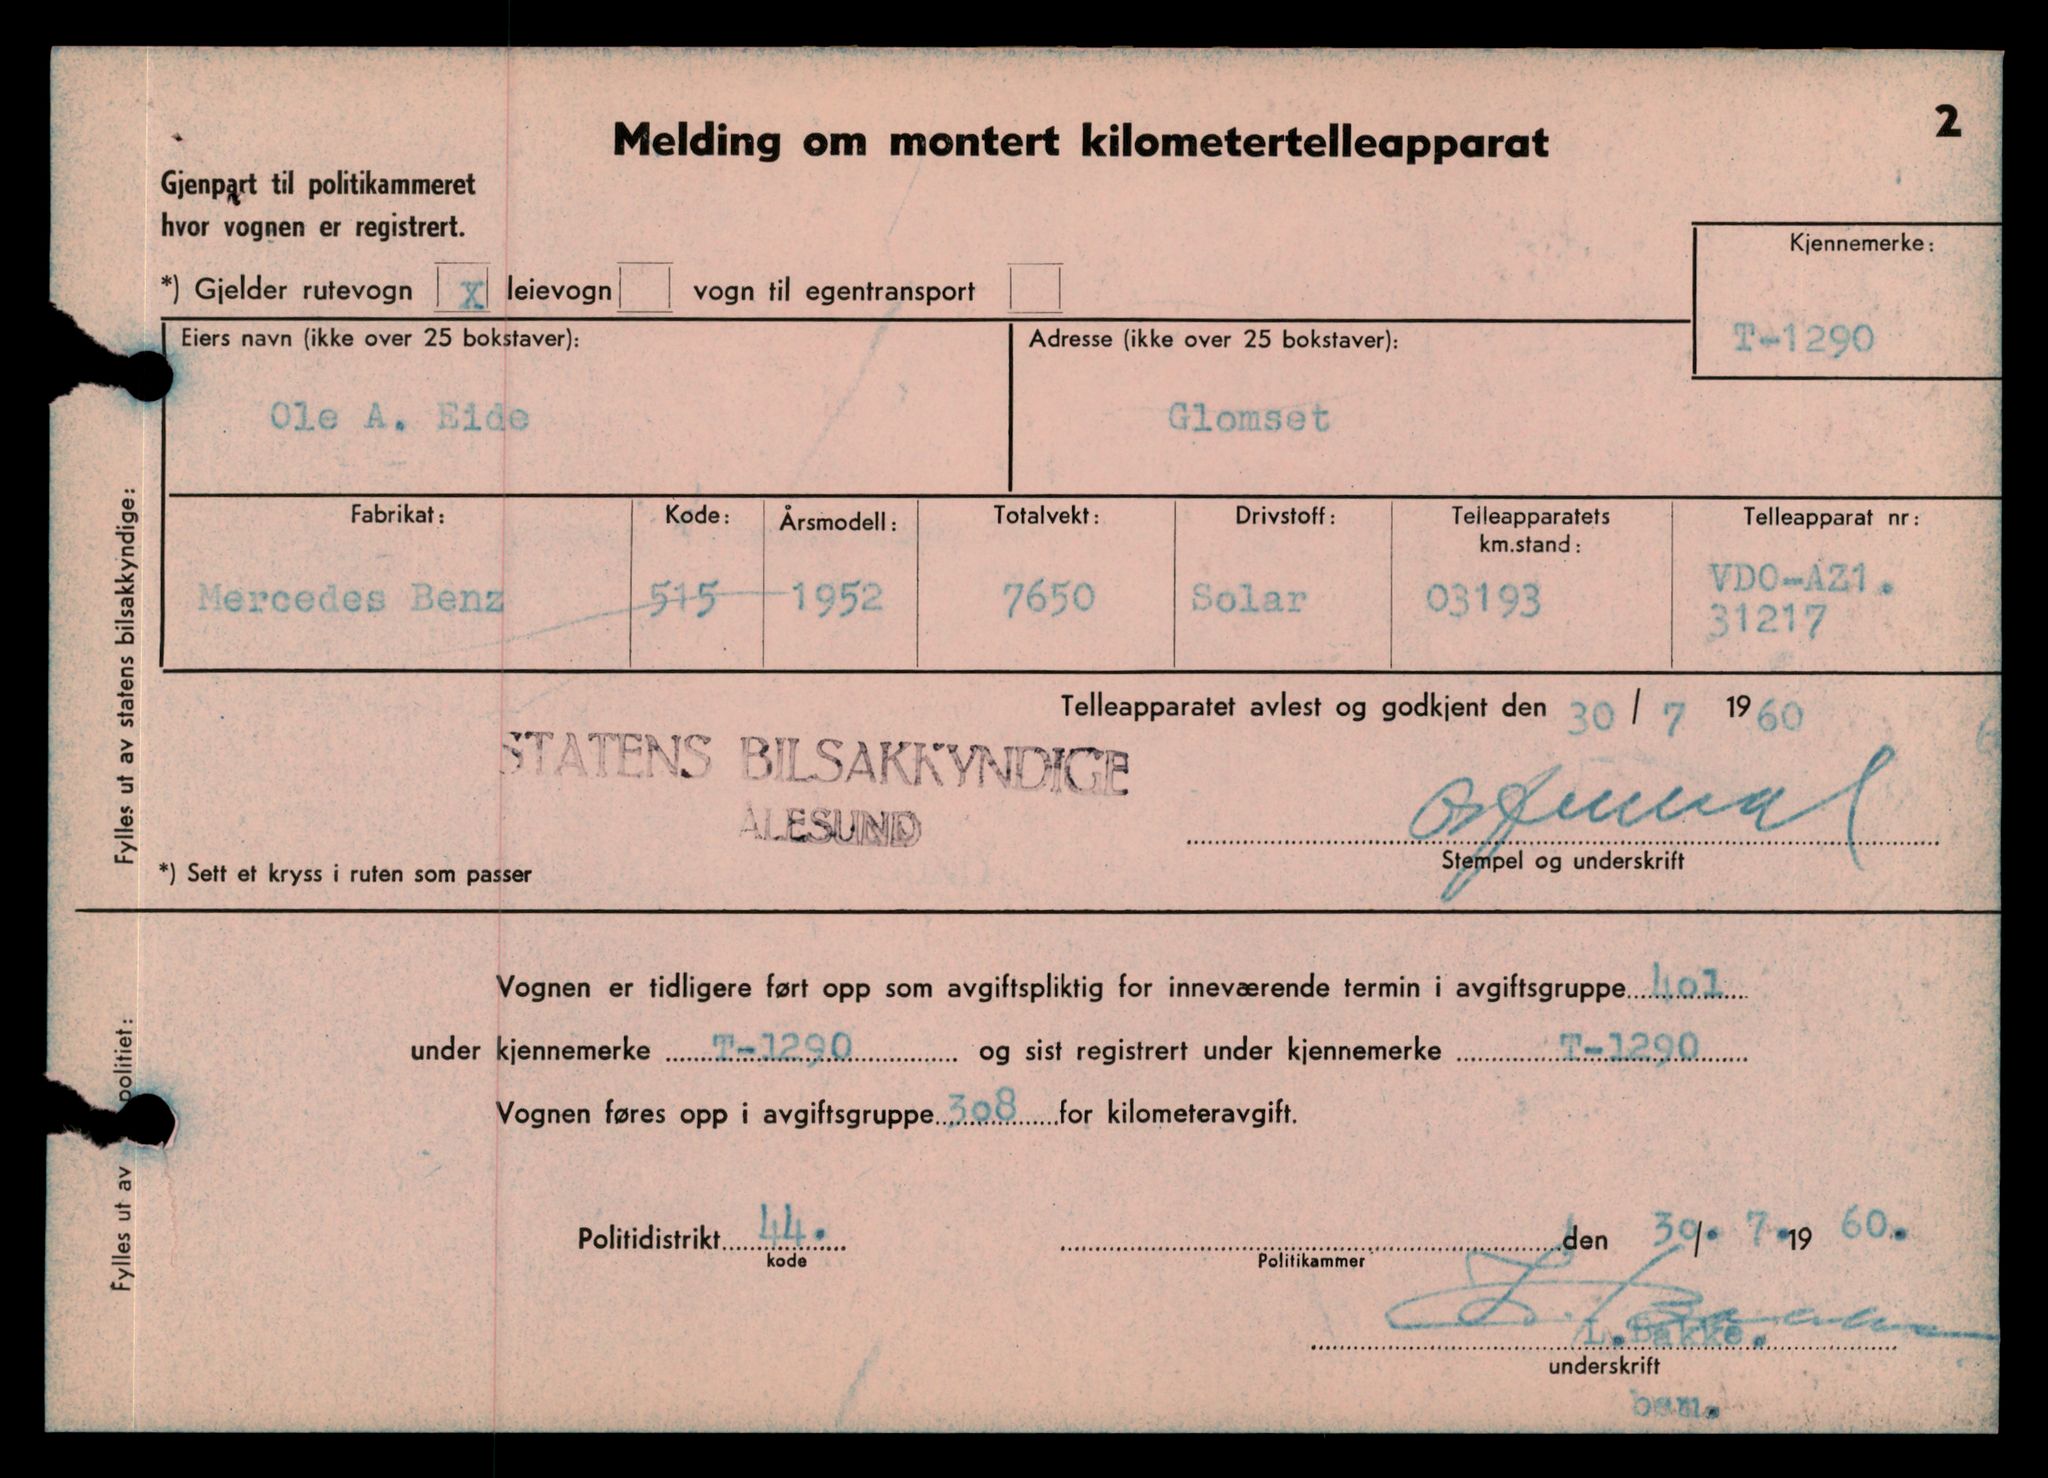 2
Melding om montert kilometertelleapparat
Gjenpart til politikammeret
hvor vognen er registrert.
Kjennemerke:
T-1290
*) Gjelder rutevogn X leievogn vogn til egentransport
Eiers navn (ikke over 25 bokstaver):
Ole A. Eide
Adresse (ikke over 25 bokstaver):
Glomset
Fabrikat: Kode: Årsmodell: Totalvekt: Drivstoff: Telleapparatets km.stand: Telleapparat nr:
Mercedes Benz 515 1952 7650 Solar 03193 VDO-AZ1.
31217
Telleapparatet avlest og godkjent den 30 / 7 1960
STATENS BILSAKKYNDIGE
ÅLESUND
Stempel og underskrift
*) Sett et kryss i ruten som passer
Fylles ut av statens bilsakkyndige:
Vognen er tidligere ført opp som avgiftspliktig for inneværende termin i avgiftsgruppe 401
under kjennemerke T-1290 og sist registrert under kjennemerke T-1290
Vognen føres opp i avgiftsgruppe 308 for kilometeravgift.
Politidistrikt 44. den 30. / 7. 19 60.
kode
Politikammer
L.Bakke.
underskrift
Fylles ut av politiet: